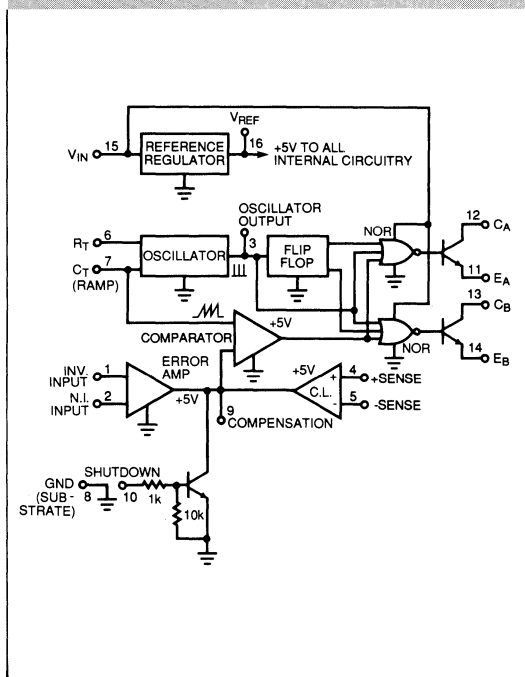 VREF
VIN 15 REFERENCE REGULATOR 16 +5V TO ALL INTERNAL CIRCUITRY
OSCILLATOR OUTPUT
NOR
12 CA
RT 6
OSCILLATOR
3
FLIP FLOP
CT 7
(RAMP)
11 EA
13 CB
COMPARATOR
+5V
NOR
14 EB
INV. INPUT 1
ERROR AMP
+5V
+5V
C.L.
+
-
4 +SENSE
5 -SENSE
N.I. INPUT 2
9
COMPENSATION
SHUTDOWN
GND 8
(SUB-
STRATE)
10
1k
10k